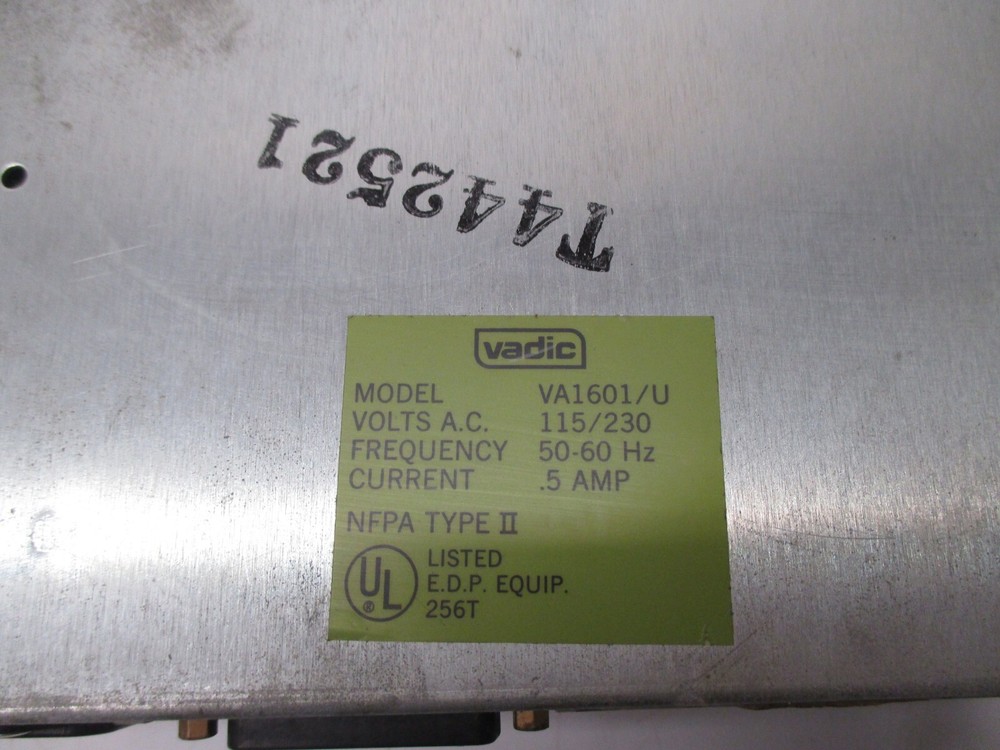 T442521
vadic
MODEL VA1601/U
VOLTS A.C. 115/230
FREQUENCY 50-60 Hz
CURRENT .5 AMP
NFPA TYPE II
UL ®
LISTED
E.D.P. EQUIP.
256T